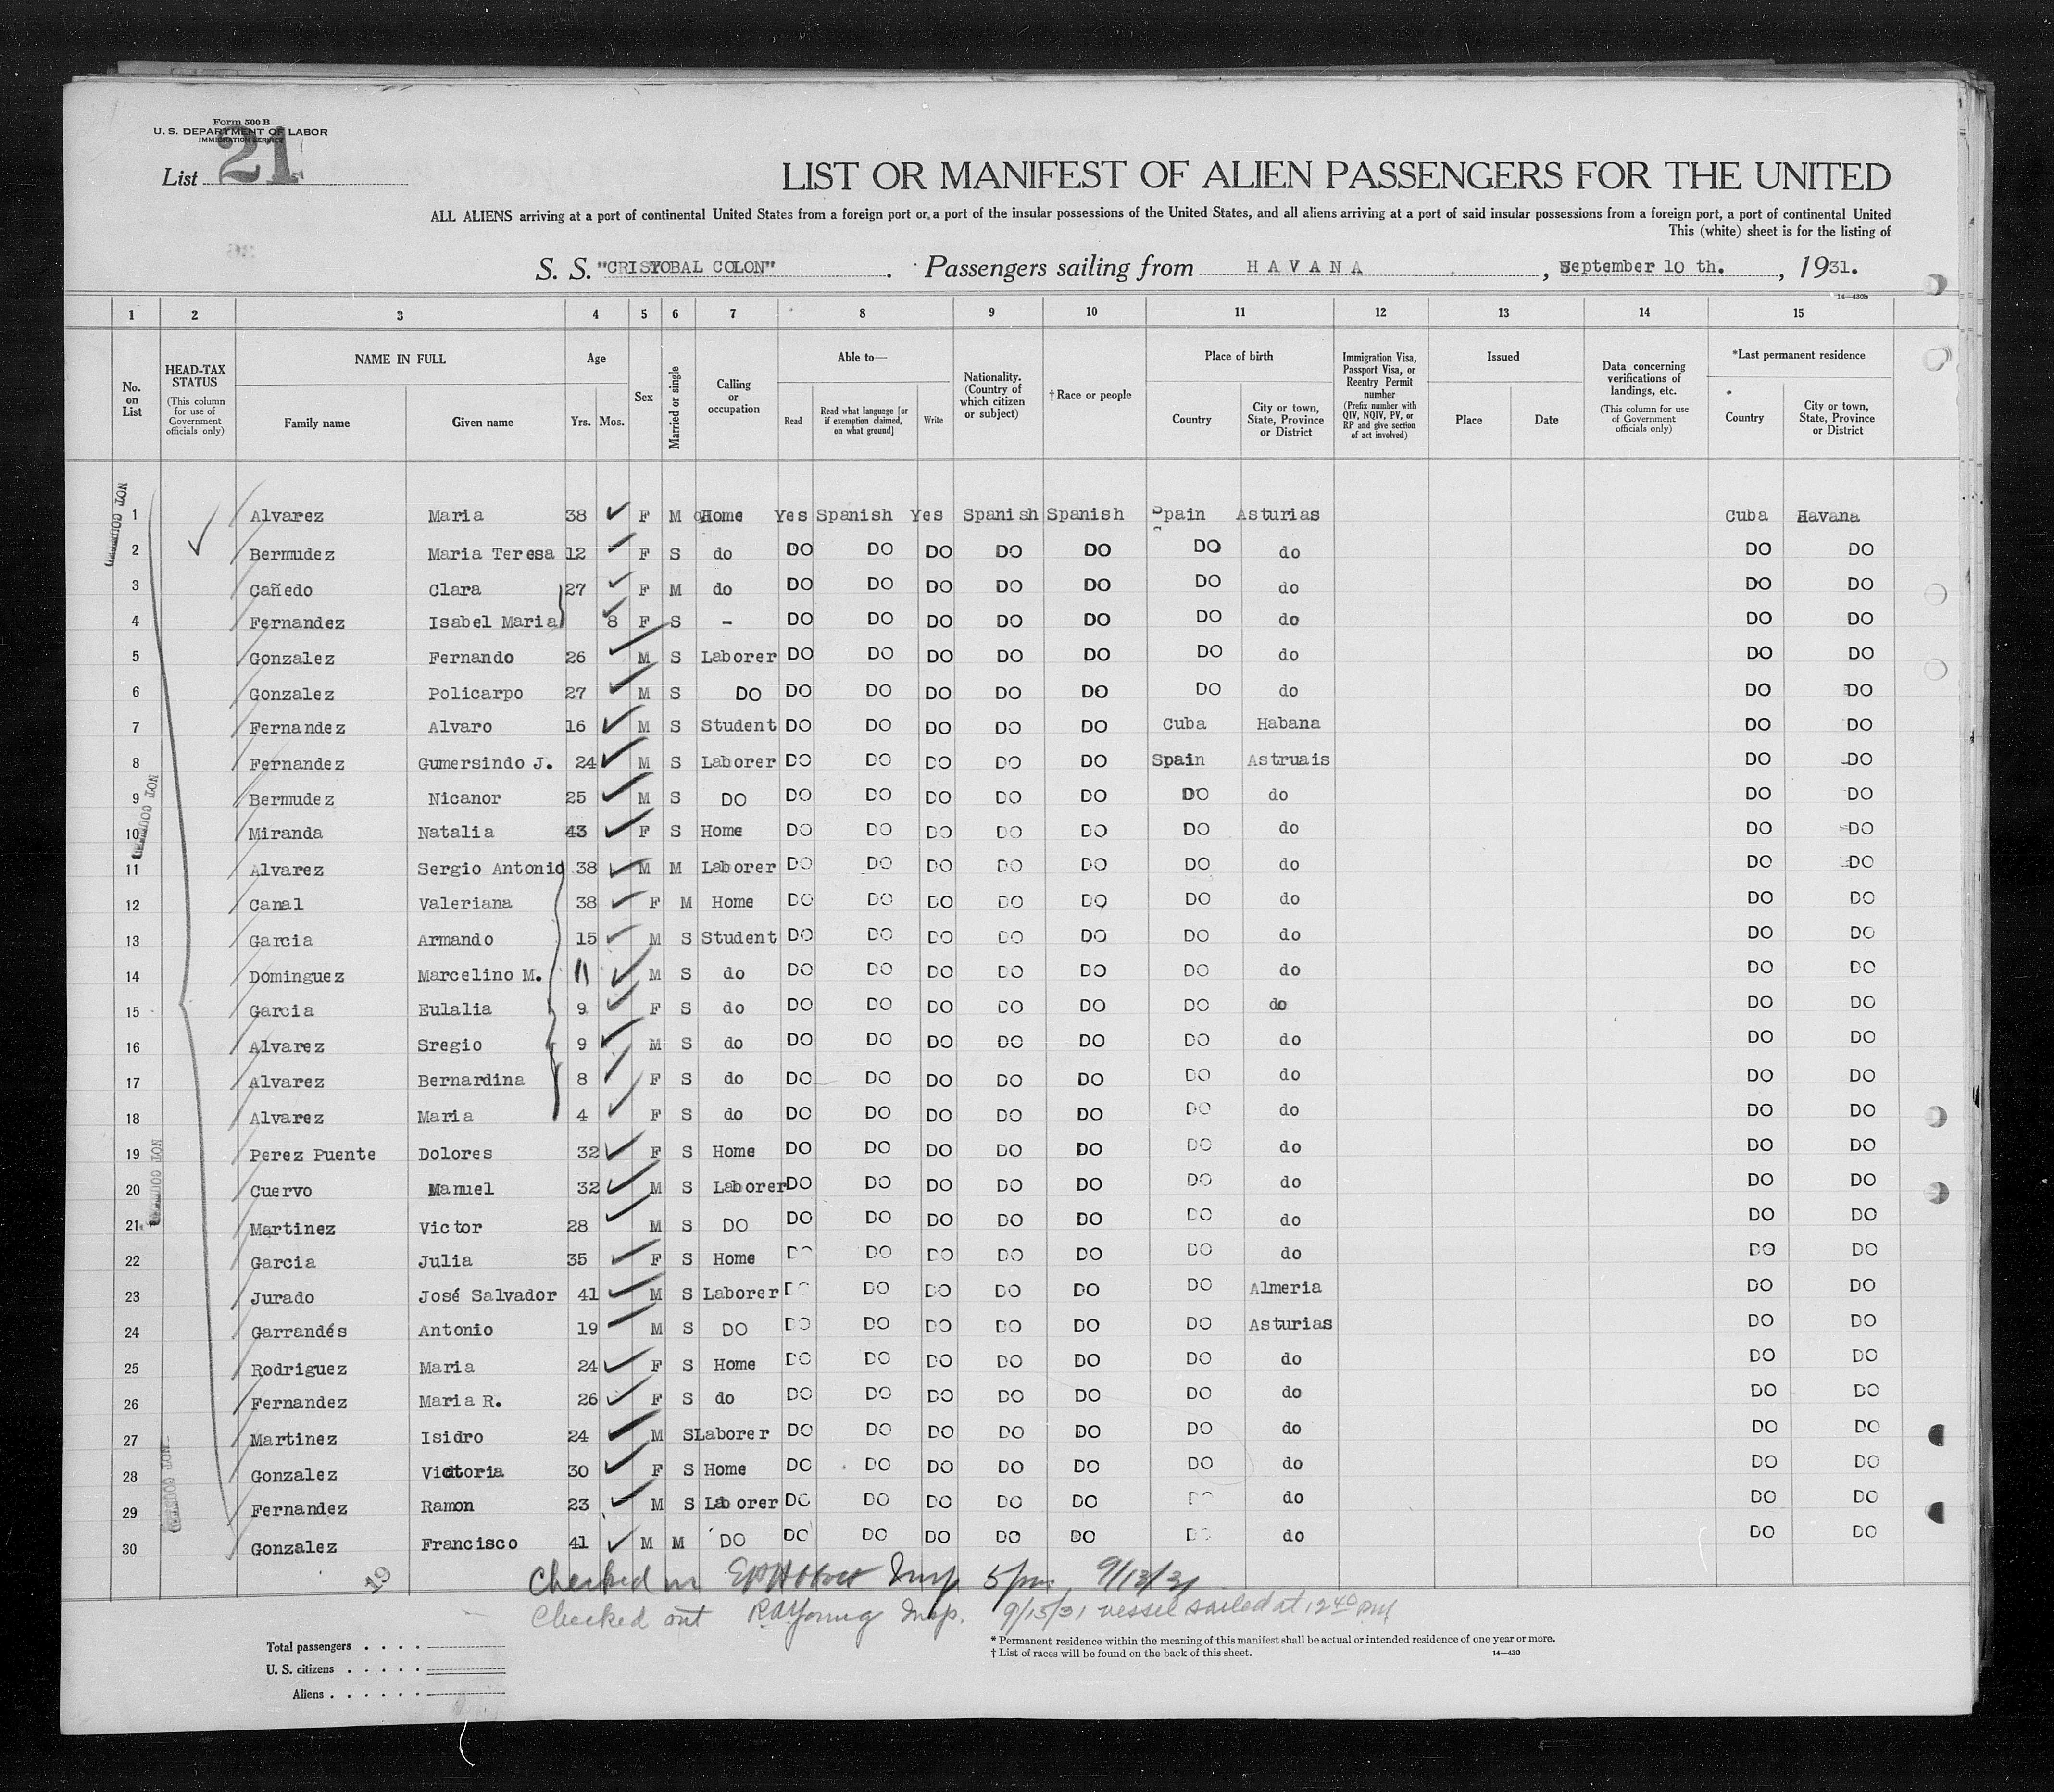 Form 500 B
U. S. DEPARTMENT OF LABOR
IMMIGRATION SERVICE
List 21
LIST OR MANIFEST OF ALIEN PASSENGERS FOR THE UNITED
ALL ALIENS arriving at a port of continental United States from a foreign port or a port of the insular possessions of the United States, and all aliens arriving at a port of said insular possessions from a foreign port, a port of continental United
This (white) sheet is for the listing of
S. S. "CRISTOBAL COLON" . Passengers sailing from HAVANA , September 10 th. , 1931.
14—430b
1 2 3 4 5 6 7 8 9 10 11 12 13 14 15
No. on List
HEAD-TAX STATUS (This column for use of Government officials only)
NAME IN FULL
Family name Given name
Age
Yrs. Mos.
Sex
Married or single
Calling or occupation
Able to—
Read Read what language [or if exemption claimed, on what ground] Write
Nationality. (Country of which citizen or subject)
†Race or people
Place of birth
Country City or town, State, Province or District
Immigration Visa, Passport Visa, or Reentry Permit number (Prefix number with QIV, NQIV, PV, or RP and give section of act involved)
Issued
Place Date
Data concerning verifications of landings, etc. (This column for use of Government officials only)
*Last permanent residence
Country City or town, State, Province or District
1 Alvarez Maria 38 F M Home Yes Spanish Yes Spanish Spanish Spain Asturias Cuba Havana
2 Bermudez Maria Teresa 12 F S do DO DO DO DO DO DO do DO DO
3 Cañedo Clara 27 F M do DO DO DO DO DO DO do DO DO
4 Fernandez Isabel Maria 8 F S - DO DO DO DO DO DO do DO DO
5 Gonzalez Fernando 26 M S Laborer DO DO DO DO DO DO do DO DO
6 Gonzalez Policarpo 27 M S DO DO DO DO DO DO DO do DO DO
7 Fernandez Alvaro 16 M S Student DO DO DO DO DO Cuba Habana DO DO
8 Fernandez Gumersindo J. 24 M S Laborer DO DO DO DO DO Spain Astruais DO DO
9 Bermudez Nicanor 25 M S DO DO DO DO DO DO DO do DO DO
10 Miranda Natalia 43 F S Home DO DO DO DO DO DO do DO DO
11 Alvarez Sergio Antonio 38 M M Laborer DO DO DO DO DO DO do DO DO
12 Canal Valeriana 38 F M Home DO DO DO DO DO DO do DO DO
13 Garcia Armando 15 M S Student DO DO DO DO DO DO do DO DO
14 Dominguez Marcelino M. 11 M S do DO DO DO DO DO DO do DO DO
15 Garcia Eulalia 9 F S do DO DO DO DO DO DO do DO DO
16 Alvarez Sregio 9 M S do DO DO DO DO DO DO do DO DO
17 Alvarez Bernardina 8 F S do DO DO DO DO DO DO do DO DO
18 Alvarez Maria 4 F S do DO DO DO DO DO DO do DO DO
19 Perez Puente Dolores 32 F S Home DO DO DO DO DO DO do DO DO
20 Cuervo Manuel 32 M S Laborer DO DO DO DO DO DO do DO DO
21 Martinez Victor 28 M S DO DO DO DO DO DO DO do DO DO
22 Garcia Julia 35 F S Home DO DO DO DO DO DO do DO DO
23 Jurado José Salvador 41 M S Laborer DO DO DO DO DO DO Almeria DO DO
24 Garrandés Antonio 19 M S DO DO DO DO DO DO DO Asturias DO DO
25 Rodriguez Maria 24 F S Home DO DO DO DO DO DO do DO DO
26 Fernandez Maria R. 26 F S do DO DO DO DO DO DO do DO DO
27 Martinez Isidro 24 M S Laborer DO DO DO DO DO DO do DO DO
28 Gonzalez Victoria 30 F S Home DO DO DO DO DO DO do DO DO
29 Fernandez Ramon 23 M S Laborer DO DO DO DO DO DO do DO DO
30 Gonzalez Francisco 41 M M DO DO DO DO DO DO DO do DO DO
19
Checked in Insp 5 pm 9/13/31
Checked out R A Young Insp. 9/15/31 vessel sailed at 12 40 PM
Total passengers . . . .
U. S. citizens . . . . .
Aliens . . . . . .
* Permanent residence within the meaning of this manifest shall be actual or intended residence of one year or more.
† List of races will be found on the back of this sheet.
14—430